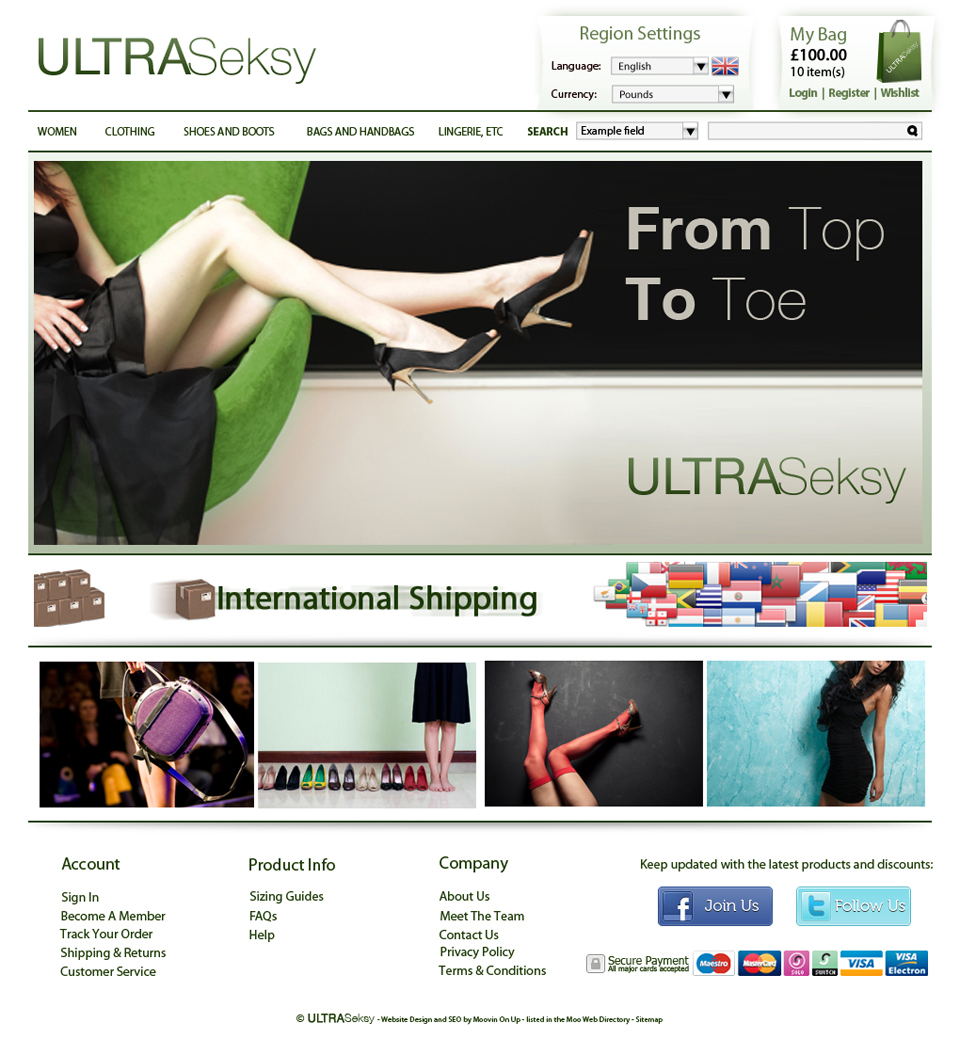 ULTRASeksy
Region Settings
Language: English
Currency: Pounds
My Bag
£100.00
10 item(s)
Login | Register | Wishlist
ULTRASeksy
WOMEN CLOTHING SHOES AND BOOTS BAGS AND HANDBAGS LINGERIE, ETC SEARCH Example field
From Top
To Toe
ULTRASeksy
International Shipping
Account
Sign In
Become A Member
Track Your Order
Shipping & Returns
Customer Service
Product Info
Sizing Guides
FAQs
Help
Company
About Us
Meet The Team
Contact Us
Privacy Policy
Terms & Conditions
Keep updated with the latest products and discounts:
f Join Us
t Follow Us
Secure Payment
All major cards accepted
Maestro MasterCard SOLO SWITCH VISA VISA Electron
© ULTRASeksy - Website Design and SEO by Moovin On Up - listed in the Moo Web Directory - Sitemap